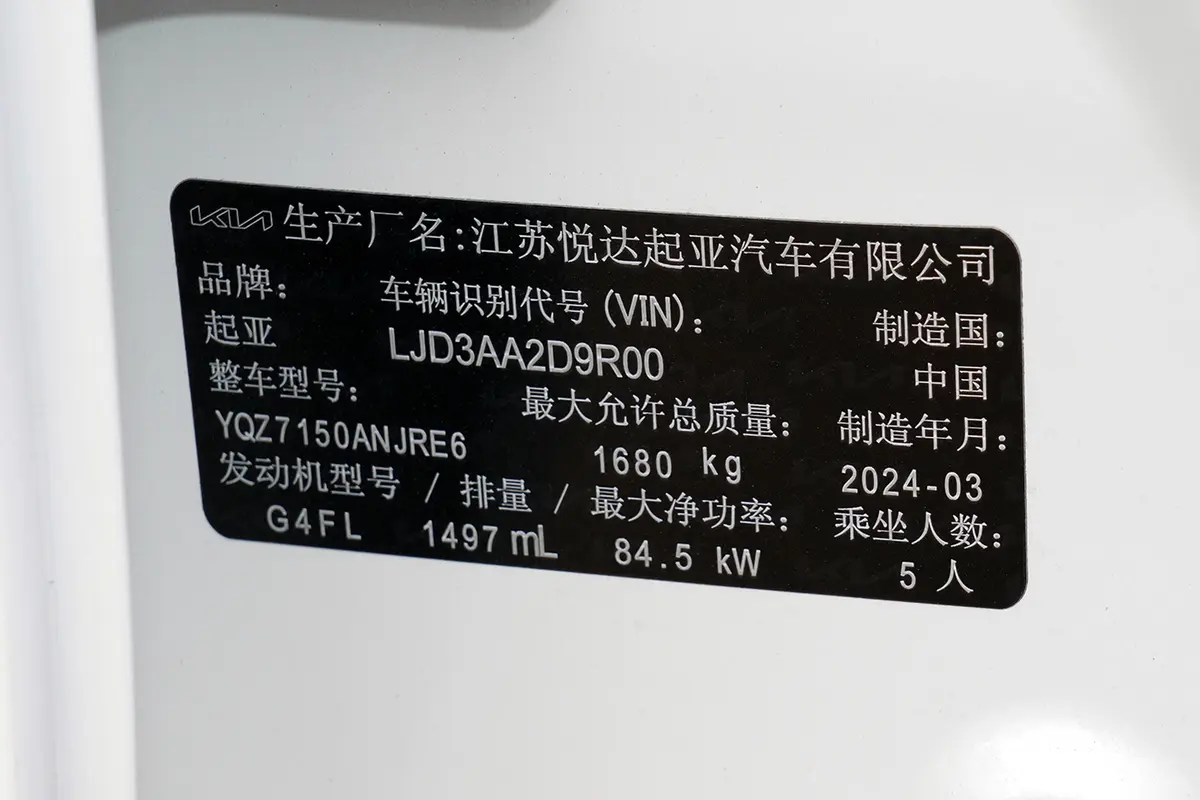 KIA 生产厂名:江苏悦达起亚汽车有限公司
品牌: 车辆识别代号(VIN): 制造国:
起亚 LJD3AA2D9R00 中国
整车型号: 最大允许总质量: 制造年月:
YQZ7150ANJRE6 1680 kg 2024-03
发动机型号 / 排量 / 最大净功率: 乘坐人数:
G4FL 1497 mL 84.5 kW 5 人